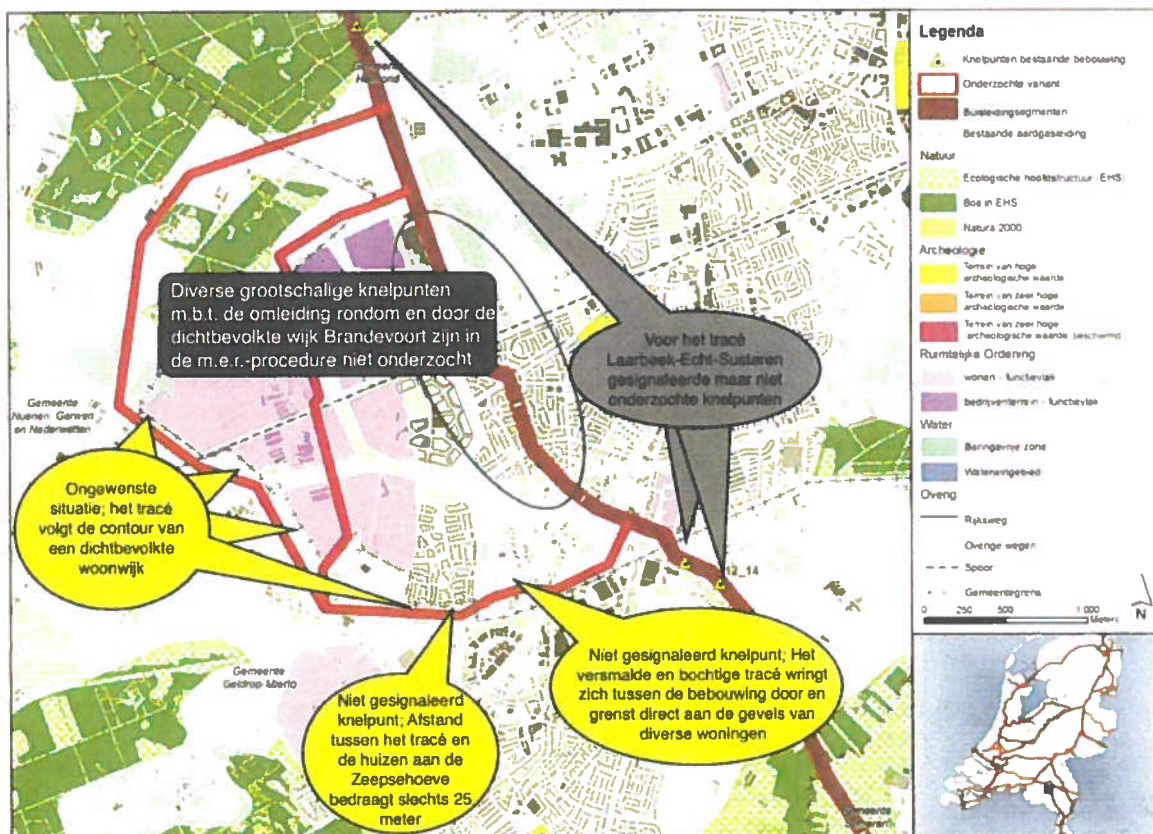 Gemeente
Helmond
Diverse grootschalige knelpunten
m.b.t. de omleiding rondom en door de
dichtbevolkte wijk Brandevoort zijn in
de m.e.r.-procedure niet onderzocht
Voor het tracé
Laarbeek-Echt-Susteren
gesignaleerde maar niet
onderzochte knelpunten
Gemeente
Nuenen, Gerwen
en Nederwetten
Ongewenste
situatie; het tracé
volgt de contour van
een dichtbevolkte
woonwijk
12_14
Gemeente
Geldrop-Mierlo
Niet gesignaleerd
knelpunt; Afstand
tussen het tracé en
de huizen aan de
Zeepsehoeve
bedraagt slechts 25
meter
Niet gesignaleerd knelpunt; Het
versmalde en bochtige tracé wringt
zich tussen de bebouwing door en
grenst direct aan de gevels van
diverse woningen
Gemeente
Legenda
Knelpunten bestaande bebouwing
Onderzochte variant
Buisleidingsegmenten
Bestaande aardgasleiding
Natuur
Ecologische hoofdstructuur (EHS)
Bos in EHS
Natura 2000
Archeologie
Terrein van hoge
archeologische waarde
Terrein van zeer hoge
archeologische waarde
Terrein van zeer hoge
archeologische waarde (beschermd)
Ruimtelijke Ordening
wonen - functievlak
bedrijventerrein - functievlak
Water
Boringsvrije zone
Waterwingebied
Overig
Rijksweg
Overige wegen
Spoor
Gemeentegrens
0 250 500 1.000
Meters
N